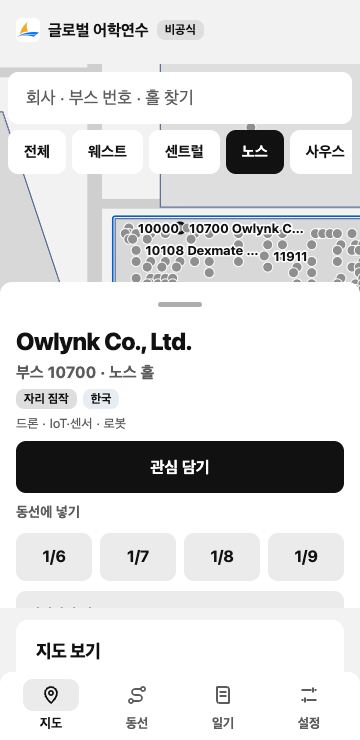 글로벌 어학연수 비공식
회사 · 부스 번호 · 홀 찾기
전체 웨스트 센트럴 노스 사우스
10000 10700 Owlynk C...
10108 Dexmate ... 11911
Owlynk Co., Ltd.
부스 10700 · 노스 홀
자리 짐작 한국
드론 · IoT·센서 · 로봇
관심 담기
동선에 넣기
1/6 1/7 1/8 1/9
지도 보기
지도 동선 일기 설정